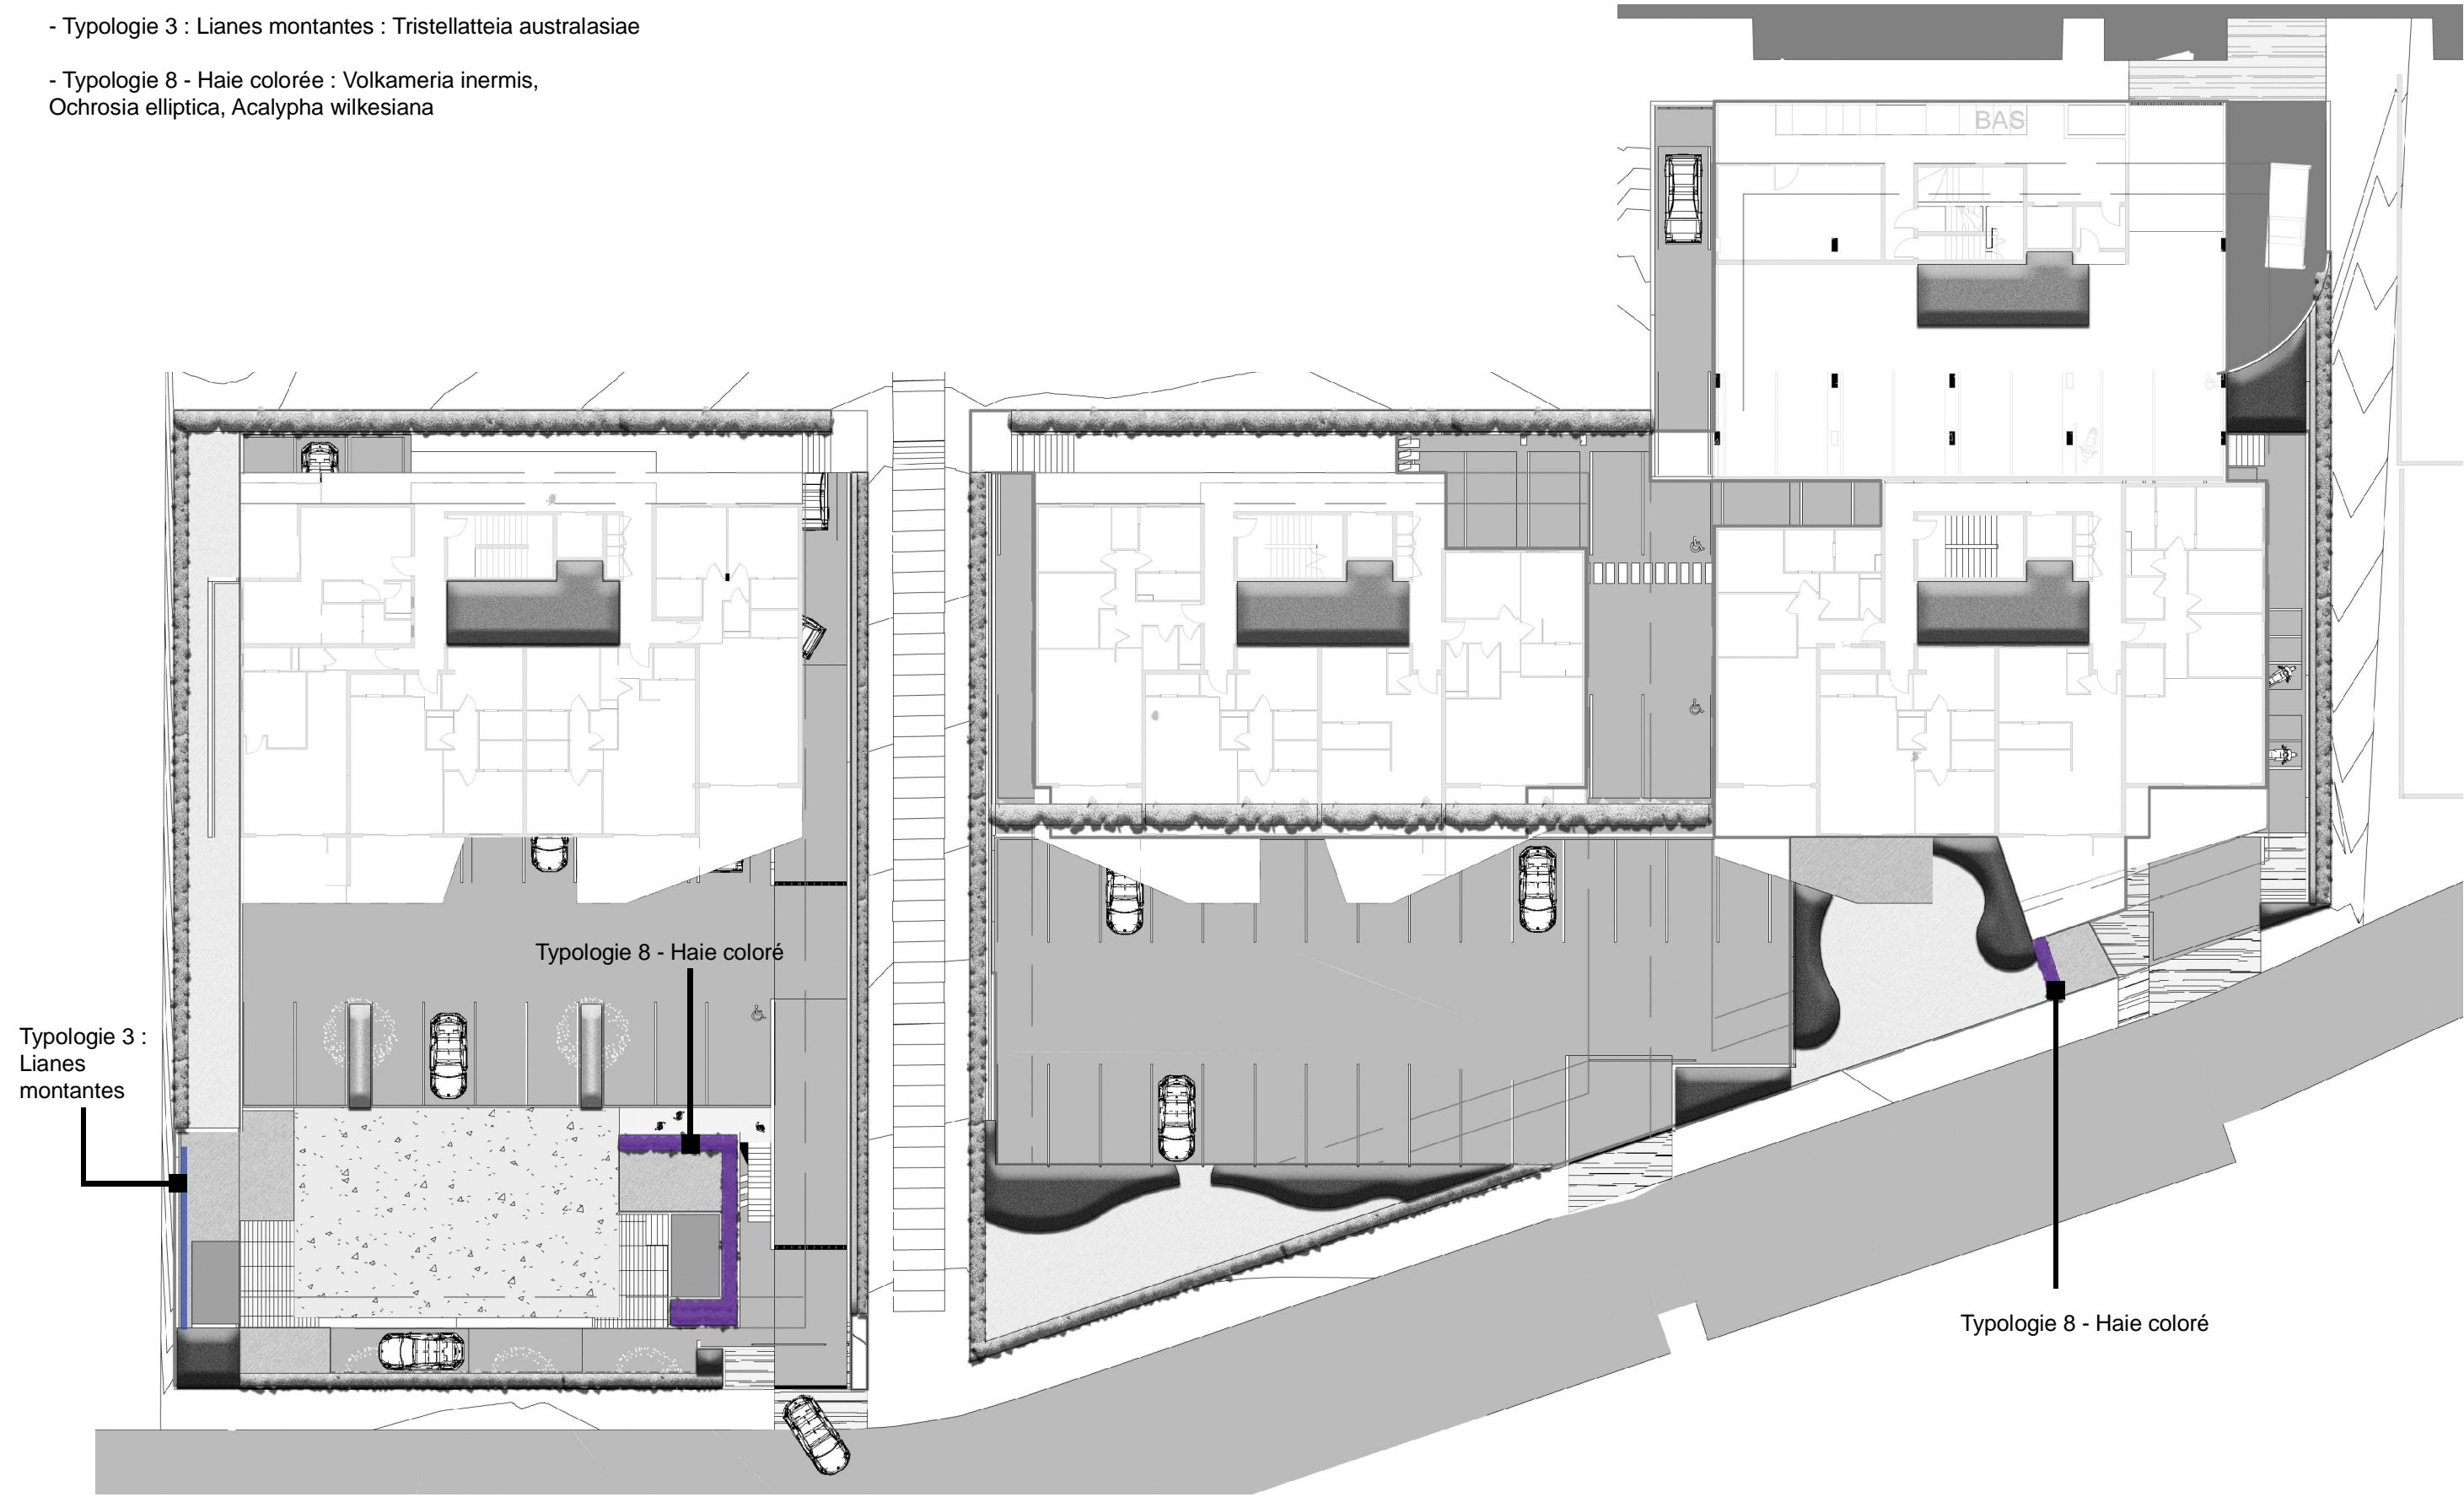 - Typologie 3 : Lianes montantes : Tristellatteia australasiae
- Typologie 8 - Haie colorée : Volkameria inermis,
Ochrosia elliptica, Acalypha wilkesiana
BAS
Typologie 8 - Haie coloré
Typologie 3 :
Lianes
montantes
Typologie 8 - Haie coloré